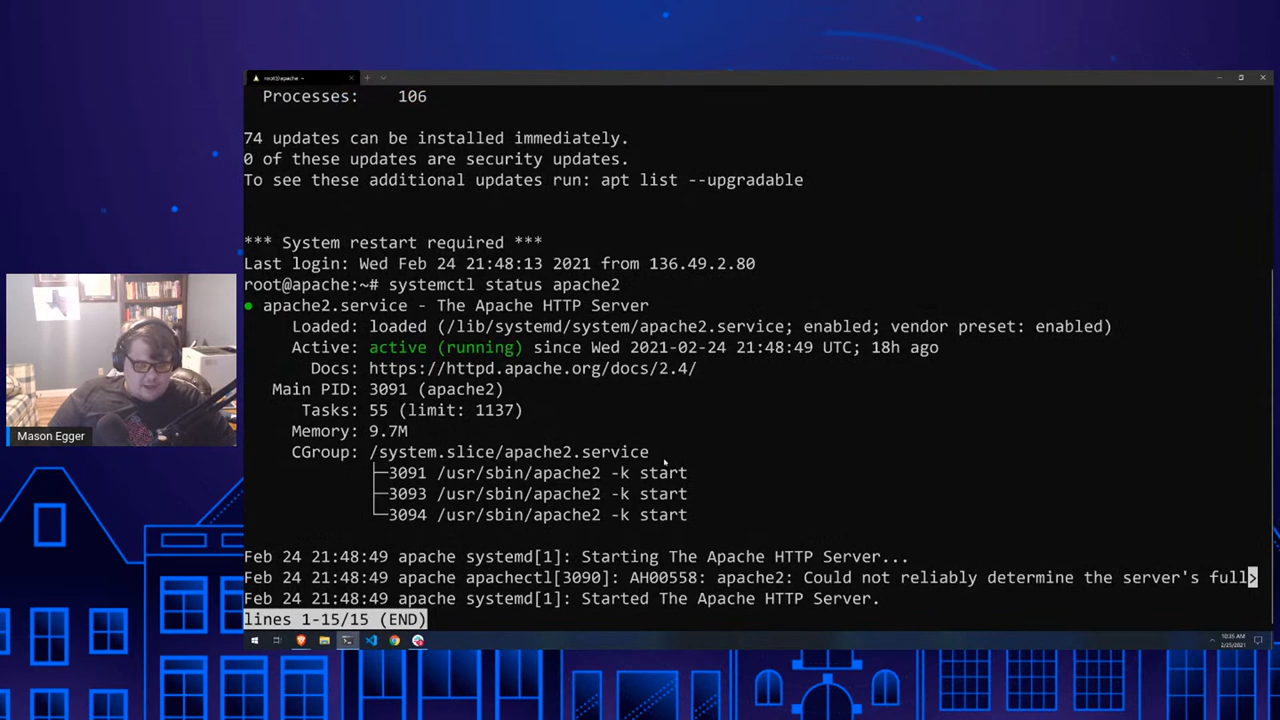 root@apache: ~
Processes: 106
74 updates can be installed immediately.
0 of these updates are security updates.
To see these additional updates run: apt list --upgradable
*** System restart required ***
Last login: Wed Feb 24 21:48:13 2021 from 136.49.2.80
root@apache:~# systemctl status apache2
● apache2.service - The Apache HTTP Server
Loaded: loaded (/lib/systemd/system/apache2.service; enabled; vendor preset: enabled)
Active: active (running) since Wed 2021-02-24 21:48:49 UTC; 18h ago
Docs: https://httpd.apache.org/docs/2.4/
Main PID: 3091 (apache2)
Tasks: 55 (limit: 1137)
Memory: 9.7M
CGroup: /system.slice/apache2.service
├─3091 /usr/sbin/apache2 -k start
├─3093 /usr/sbin/apache2 -k start
└─3094 /usr/sbin/apache2 -k start
Feb 24 21:48:49 apache systemd[1]: Starting The Apache HTTP Server...
Feb 24 21:48:49 apache apachectl[3090]: AH00558: apache2: Could not reliably determine the server's full>
Feb 24 21:48:49 apache systemd[1]: Started The Apache HTTP Server.
lines 1-15/15 (END)
Mason Egger
10:35 AM
2/25/2021